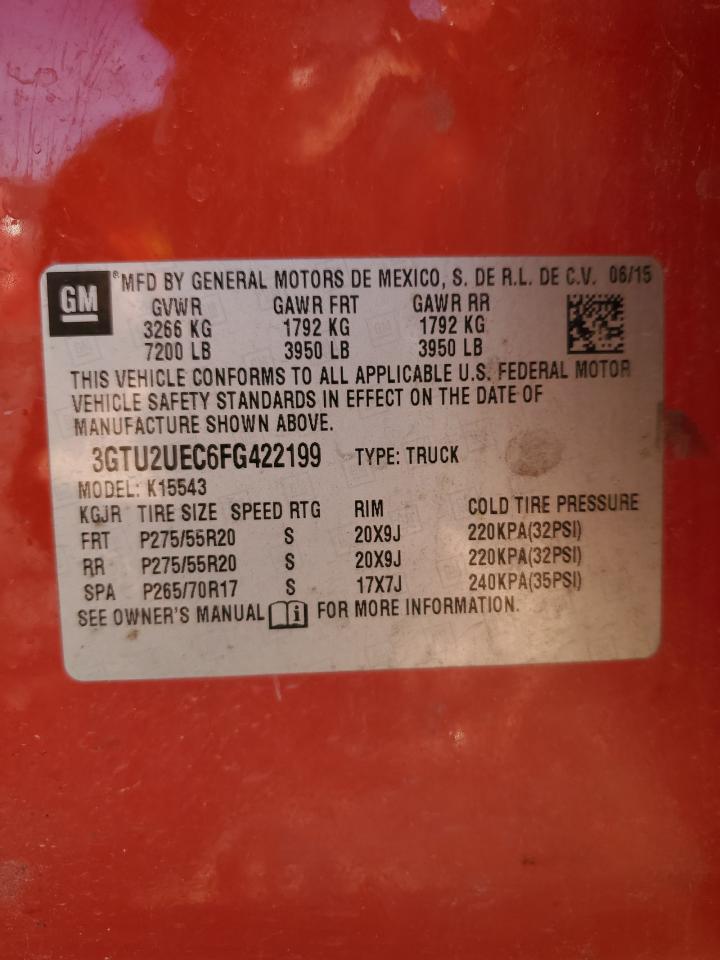 GM ® MFD BY GENERAL MOTORS DE MEXICO, S. DE R.L. DE C.V. 06/15
GVWR GAWR FRT GAWR RR
3266 KG 1792 KG 1792 KG
7200 LB 3950 LB 3950 LB
THIS VEHICLE CONFORMS TO ALL APPLICABLE U.S. FEDERAL MOTOR
VEHICLE SAFETY STANDARDS IN EFFECT ON THE DATE OF
MANUFACTURE SHOWN ABOVE.
3GTU2UEC6FG422199 TYPE: TRUCK
MODEL: K15543
KGJR TIRE SIZE SPEED RTG RIM COLD TIRE PRESSURE
FRT P275/55R20 S 20X9J 220KPA(32PSI)
RR P275/55R20 S 20X9J 220KPA(32PSI)
SPA P265/70R17 S 17X7J 240KPA(35PSI)
SEE OWNER'S MANUAL i FOR MORE INFORMATION.